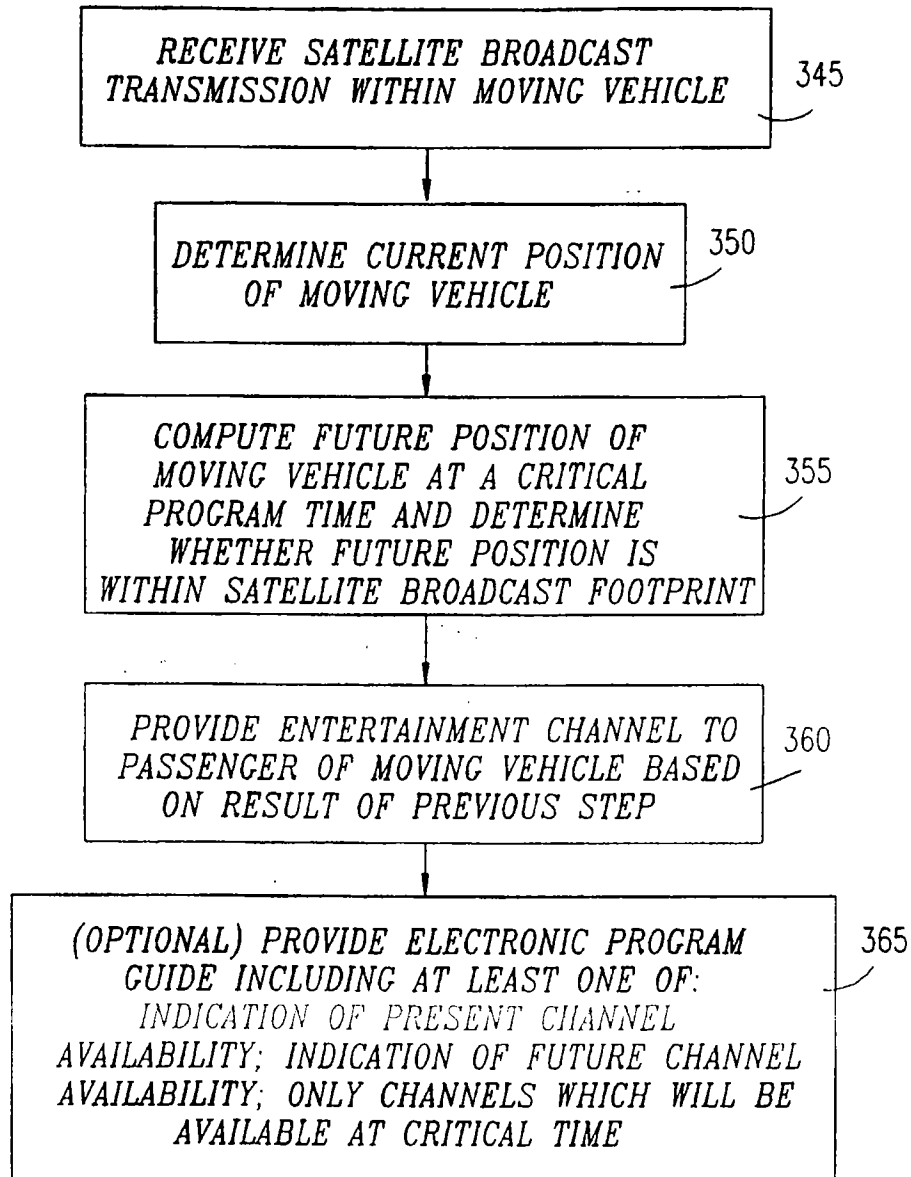 RECEIVE SATELLITE BROADCAST
TRANSMISSION WITHIN MOVING VEHICLE
345
DETERMINE CURRENT POSITION
OF MOVING VEHICLE
350
COMPUTE FUTURE POSITION OF
MOVING VEHICLE AT A CRITICAL
PROGRAM TIME AND DETERMINE
WHETHER FUTURE POSITION IS
WITHIN SATELLITE BROADCAST FOOTPRINT
355
PROVIDE ENTERTAINMENT CHANNEL TO
PASSENGER OF MOVING VEHICLE BASED
ON RESULT OF PREVIOUS STEP
360
(OPTIONAL) PROVIDE ELECTRONIC PROGRAM
GUIDE INCLUDING AT LEAST ONE OF:
INDICATION OF PRESENT CHANNEL
AVAILABILITY; INDICATION OF FUTURE CHANNEL
AVAILABILITY; ONLY CHANNELS WHICH WILL BE
AVAILABLE AT CRITICAL TIME
365